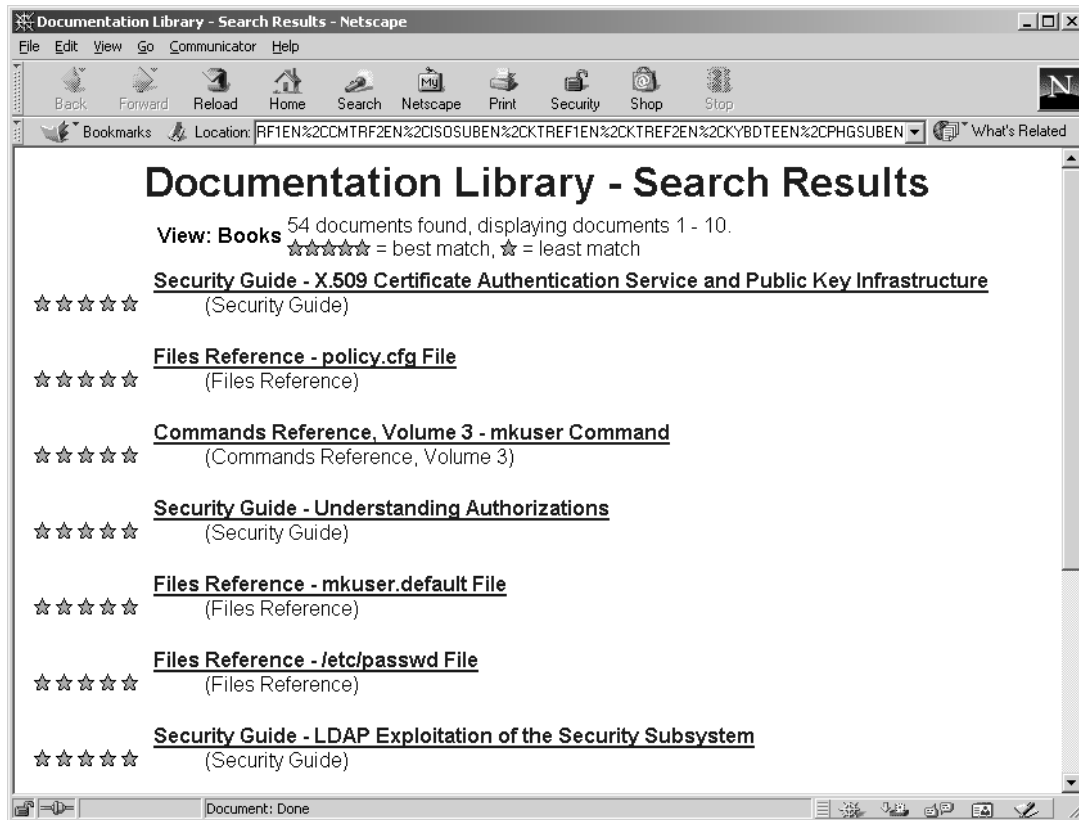 Documentation Library - Search Results - Netscape
File Edit View Go Communicator Help
My N
Back Forward Reload Home Search Netscape Print Security Shop Stop
Bookmarks Location: RF1EN%2CCMTRF2EN%2CISOSUBEN%2CKTREF1EN%2CKTREF2EN%2CKYBDTEEN%2CPHGSUBEN What's Related
Documentation Library - Search Results
View: Books 54 documents found, displaying documents 1 - 10.
= best match, = least match
Security Guide - X.509 Certificate Authentication Service and Public Key Infrastructure
(Security Guide)
Files Reference - policy.cfg File
(Files Reference)
Commands Reference, Volume 3 - mkuser Command
(Commands Reference, Volume 3)
Security Guide - Understanding Authorizations
(Security Guide)
Files Reference - mkuser.default File
(Files Reference)
Files Reference - /etc/passwd File
(Files Reference)
Security Guide - LDAP Exploitation of the Security Subsystem
(Security Guide)
Document: Done